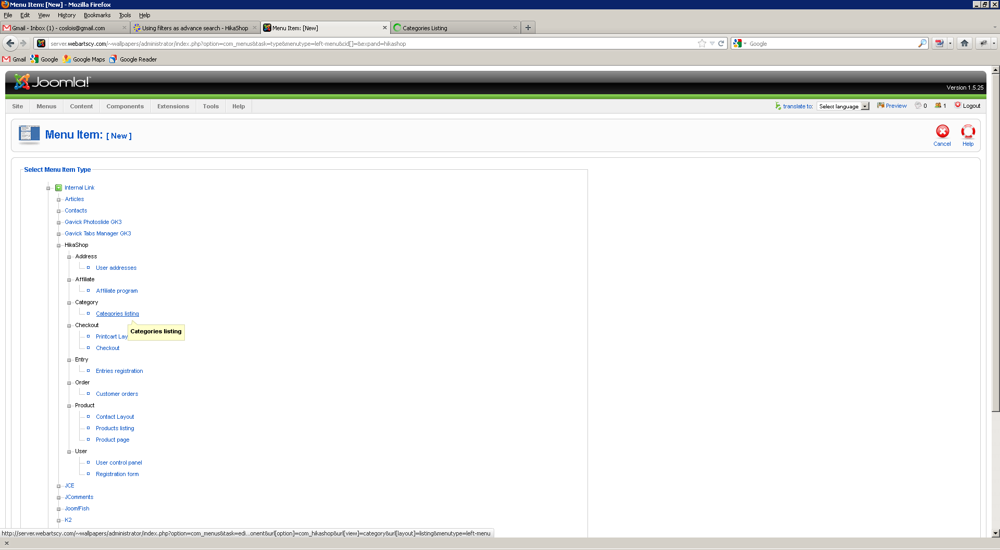 Menu Item: [New] - Mozilla Firefox
File Edit View History Bookmarks Tools Help
Gmail - Inbox (1) - coslois@gmail.com
Using filters as advance search - HikaShop
Menu Item: [New]
Categories Listing
server.webartscy.com/~wallpapers/administrator/index.php?option=com_menus&task=type&menutype=left-menu&cid[]=&expand=hikashop
Google
Gmail Google Google Maps Google Reader
Joomla!
Version 1.5.25
Site Menus Content Components Extensions Tools Help
translate to: Select language Preview 0 1 Logout
Menu Item: [ New ]
Cancel Help
Select Menu Item Type
Internal Link
Articles
Contacts
Gavick Photoslide GK3
Gavick Tabs Manager GK3
HikaShop
Address
User addresses
Affiliate
Affiliate program
Category
Categories listing
Checkout
Categories listing
Printcart Lay
Checkout
Entry
Entries registration
Order
Customer orders
Product
Contact Layout
Products listing
Product page
User
User control panel
Registration form
JCE
JComments
Joom!Fish
K2
http://server.webartscy.com/~wallpapers/administrator/index.php?option=com_menus&task=edi...onent&url[option]=com_hikashop&url[view]=category&url[layout]=listing&menutype=left-menu